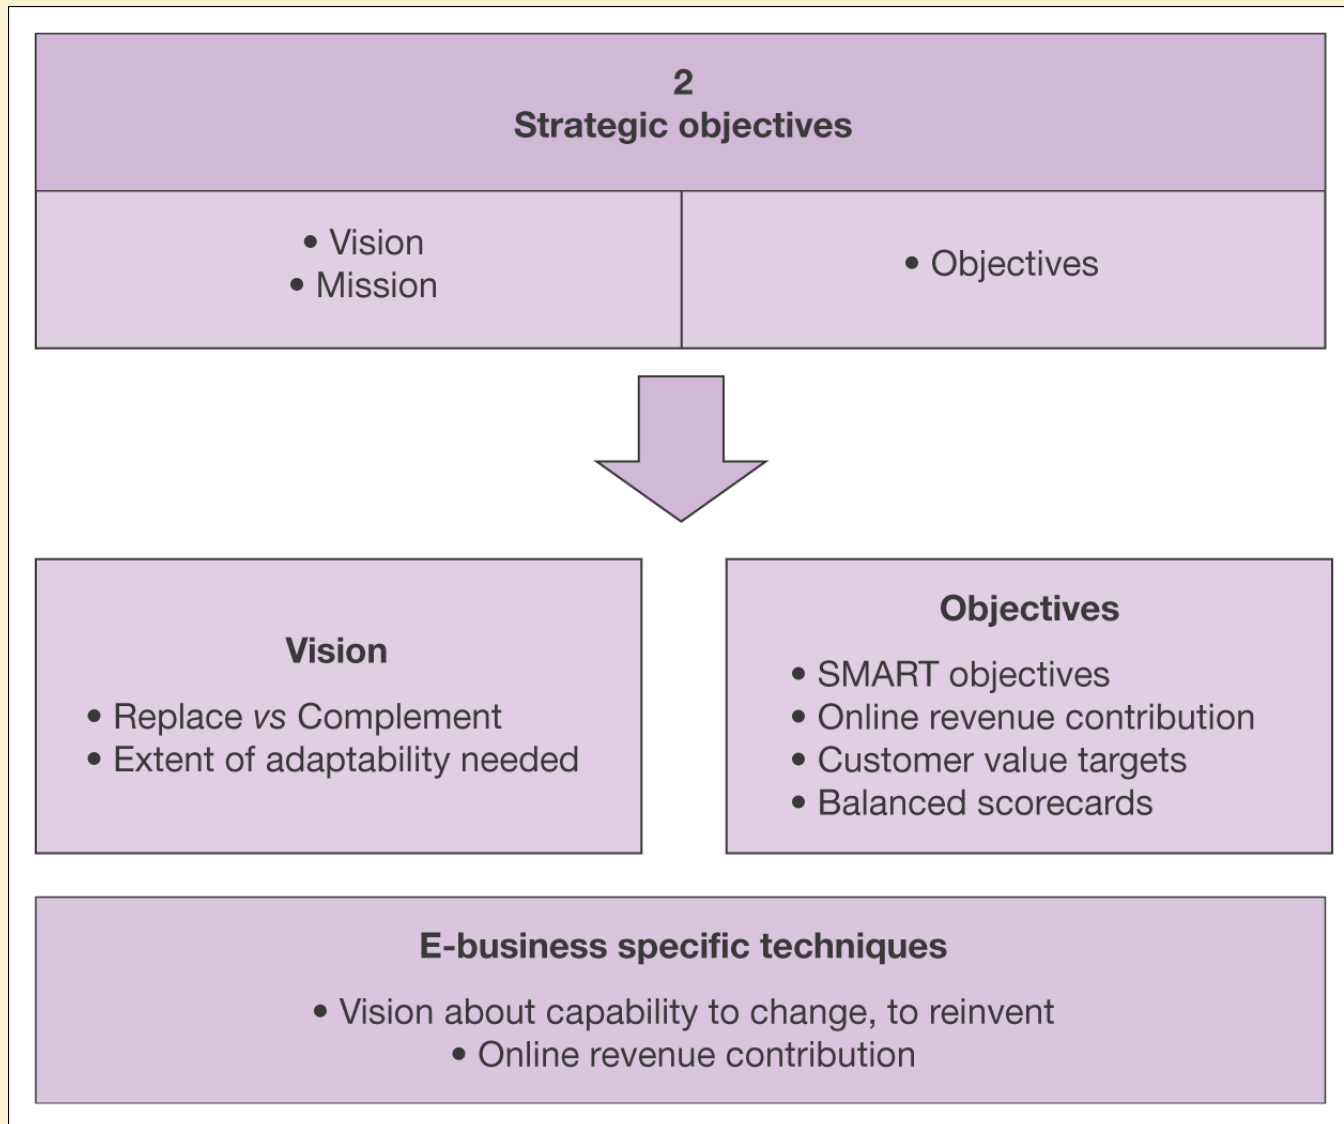 2
Strategic objectives
• Vision
• Mission
• Objectives
Vision
• Replace vs Complement
• Extent of adaptability needed
Objectives
• SMART objectives
• Online revenue contribution
• Customer value targets
• Balanced scorecards
E-business specific techniques
• Vision about capability to change, to reinvent
• Online revenue contribution